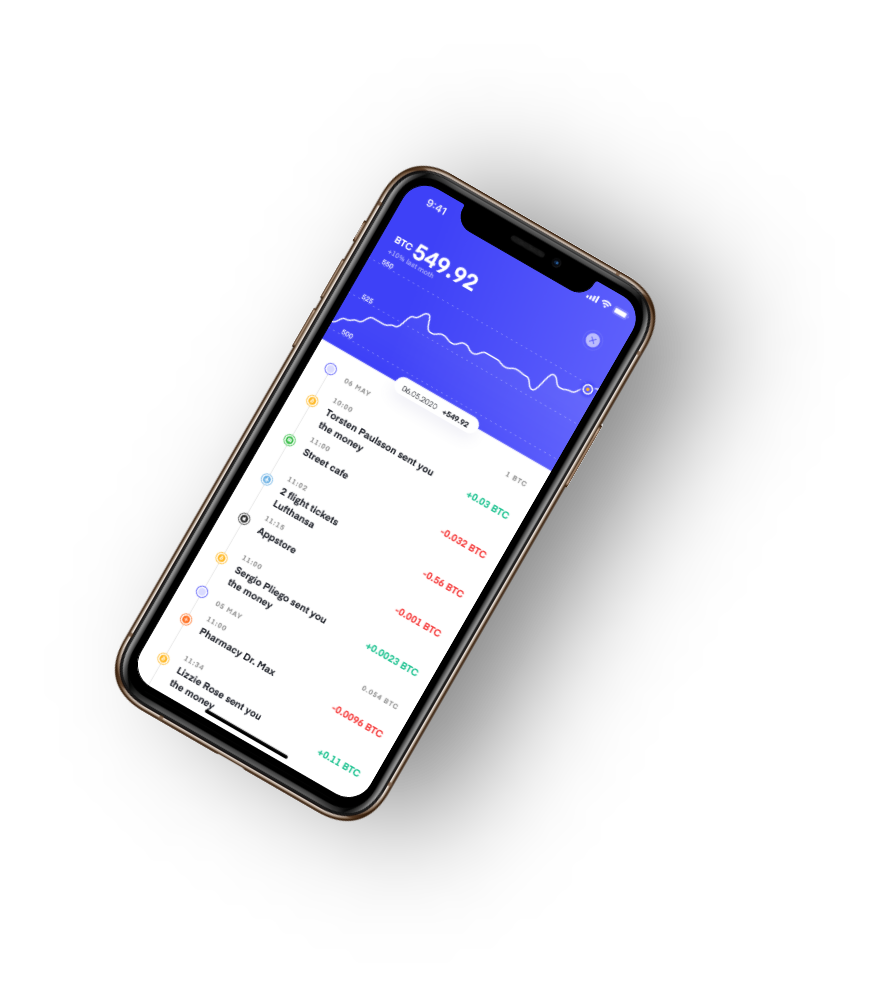 9:41
BTC 549.92
+10% last moth
550
525
500
06.05.2020 +549.92
06 MAY
1 BTC
10:00
Torsten Paulsson sent you
the money
+0.03 BTC
11:00
Street cafe
-0.032 BTC
11:02
2 flight tickets
Lufthansa
-0.56 BTC
11:16
Appstore
-0.001 BTC
11:00
Sergio Pliego sent you
the money
+0.0023 BTC
05 MAY
0.054 BTC
11:00
Pharmacy Dr. Max
-0.0096 BTC
11:34
Lizzie Rose sent you
the money
+0.11 BTC